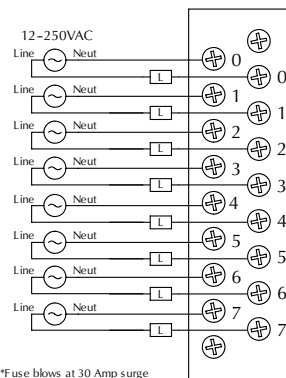 12-250VAC
Line Neut
0
L 0
Line Neut
1
L 1
Line Neut
2
L 2
Line Neut
3
L 3
Line Neut
4
L 4
Line Neut
5
L 5
Line Neut
6
L 6
Line Neut
7
L 7
*Fuse blows at 30 Amp surge